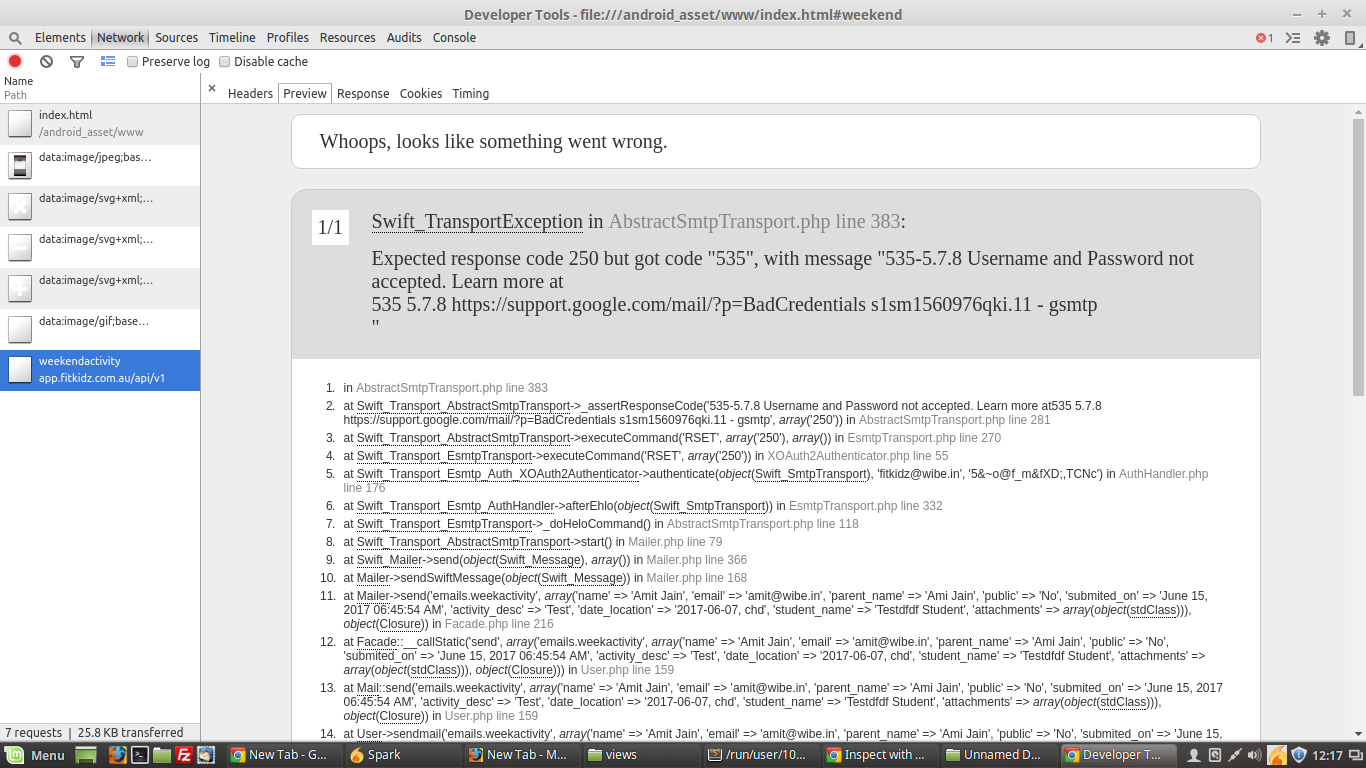 Developer Tools - file:///android_asset/www/index.html#weekend
Elements Network Sources Timeline Profiles Resources Audits Console
1
Preserve log Disable cache
Name
Path
Headers Preview Response Cookies Timing
index.html
/android_asset/www
data:image/jpeg;bas…
data:image/svg+xml;…
data:image/svg+xml;…
data:image/svg+xml;…
data:image/gif;base…
weekendactivity
app.fitkidz.com.au/api/v1
Whoops, looks like something went wrong.
1/1
Swift_TransportException in AbstractSmtpTransport.php line 383:
Expected response code 250 but got code "535", with message "535-5.7.8 Username and Password not
accepted. Learn more at
535 5.7.8 https://support.google.com/mail/?p=BadCredentials s1sm1560976qki.11 - gsmtp
"
1. in AbstractSmtpTransport.php line 383
2. at Swift_Transport_AbstractSmtpTransport->_assertResponseCode('535-5.7.8 Username and Password not accepted. Learn more at535 5.7.8
https://support.google.com/mail/?p=BadCredentials s1sm1560976qki.11 - gsmtp', array('250')) in AbstractSmtpTransport.php line 281
3. at Swift_Transport_AbstractSmtpTransport->executeCommand('RSET', array('250'), array()) in EsmtpTransport.php line 270
4. at Swift_Transport_EsmtpTransport->executeCommand('RSET', array('250')) in XOAuth2Authenticator.php line 55
5. at Swift_Transport_Esmtp_Auth_XOAuth2Authenticator->authenticate(object(Swift_SmtpTransport), 'fitkidz@wibe.in', '5&~o@f_m&fXD;,TCNc') in AuthHandler.php
line 176
6. at Swift_Transport_Esmtp_AuthHandler->afterEhlo(object(Swift_SmtpTransport)) in EsmtpTransport.php line 332
7. at Swift_Transport_EsmtpTransport->_doHeloCommand() in AbstractSmtpTransport.php line 118
8. at Swift_Transport_AbstractSmtpTransport->start() in Mailer.php line 79
9. at Swift_Mailer->send(object(Swift_Message), array()) in Mailer.php line 366
10. at Mailer->sendSwiftMessage(object(Swift_Message)) in Mailer.php line 168
11. at Mailer->send('emails.weekactivity', array('name' => 'Amit Jain', 'email' => 'amit@wibe.in', 'parent_name' => 'Ami Jain', 'public' => 'No', 'submited_on' => 'June 15,
2017 06:45:54 AM', 'activity_desc' => 'Test', 'date_location' => '2017-06-07, chd', 'student_name' => 'Testdfdf Student', 'attachments' => array(object(stdClass))),
object(Closure)) in Facade.php line 216
12. at Facade::__callStatic('send', array('emails.weekactivity', array('name' => 'Amit Jain', 'email' => 'amit@wibe.in', 'parent_name' => 'Ami Jain', 'public' => 'No',
'submited_on' => 'June 15, 2017 06:45:54 AM', 'activity_desc' => 'Test', 'date_location' => '2017-06-07, chd', 'student_name' => 'Testdfdf Student', 'attachments' =>
array(object(stdClass))), object(Closure))) in User.php line 159
13. at Mail::send('emails.weekactivity', array('name' => 'Amit Jain', 'email' => 'amit@wibe.in', 'parent_name' => 'Ami Jain', 'public' => 'No', 'submited_on' => 'June 15, 2017
06:45:54 AM', 'activity_desc' => 'Test', 'date_location' => '2017-06-07, chd', 'student_name' => 'Testdfdf Student', 'attachments' => array(object(stdClass))),
object(Closure)) in User.php line 159
14. at User->sendmail('emails.weekactivity', array('name' => 'Amit Jain', 'email' => 'amit@wibe.in', 'parent_name' => 'Ami Jain', 'public' => 'No', 'submited_on' => 'June 15,
7 requests | 25.8 KB transferred
Menu New Tab - G... Spark New Tab - M... views /run/user/10... Inspect with ... Unnamed D... Developer T... 12:17